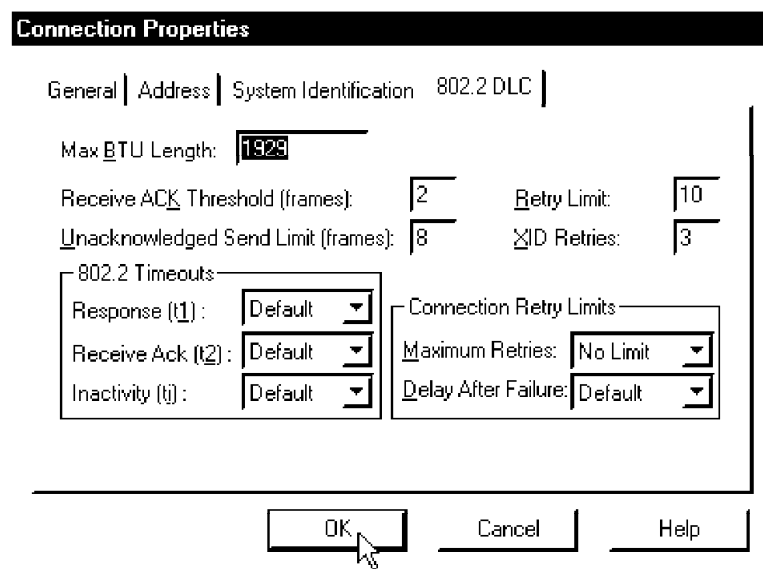 Connection Properties
General Address System Identification 802.2 DLC
Max BTU Length: 1929
Receive ACK Threshold (frames): 2 Retry Limit: 10
Unacknowledged Send Limit (frames): 8 XID Retries: 3
802.2 Timeouts
Response (t1) : Default
Receive Ack (t2) : Default
Inactivity (ti) : Default
Connection Retry Limits
Maximum Retries: No Limit
Delay After Failure: Default
OK Cancel Help